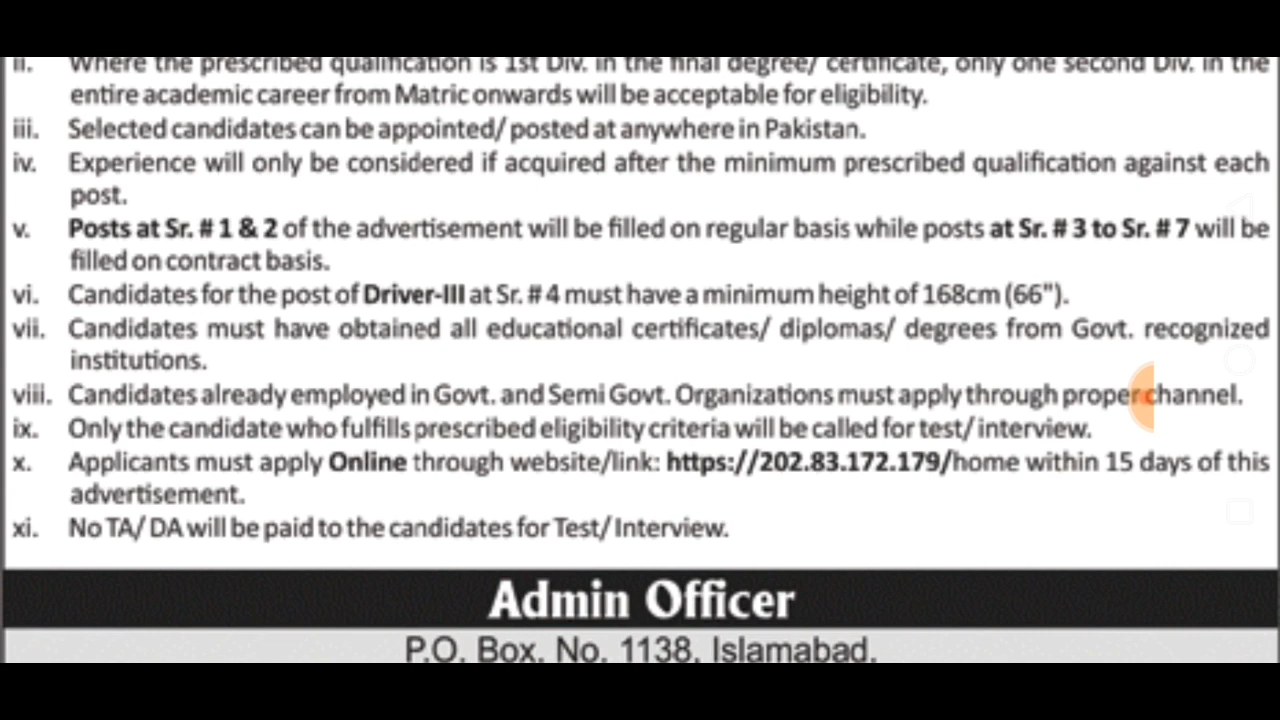 ii. Where the prescribed qualification is 1st Div. in the final degree/ certificate, only one second Div. in the
entire academic career from Matric onwards will be acceptable for eligibility.
iii. Selected candidates can be appointed/ posted at anywhere in Pakistan.
iv. Experience will only be considered if acquired after the minimum prescribed qualification against each
post.
v. Posts at Sr. # 1 & 2 of the advertisement will be filled on regular basis while posts at Sr. # 3 to Sr. # 7 will be
filled on contract basis.
vi. Candidates for the post of Driver-III at Sr. # 4 must have a minimum height of 168cm (66").
vii. Candidates must have obtained all educational certificates/ diplomas/ degrees from Govt. recognized
institutions.
viii. Candidates already employed in Govt. and Semi Govt. Organizations must apply through proper channel.
ix. Only the candidate who fulfills prescribed eligibility criteria will be called for test/ interview.
x. Applicants must apply Online through website/link: https://202.83.172.179/home within 15 days of this
advertisement.
xi. No TA/ DA will be paid to the candidates for Test/ Interview.
Admin Officer
P.O. Box. No. 1138, Islamabad.